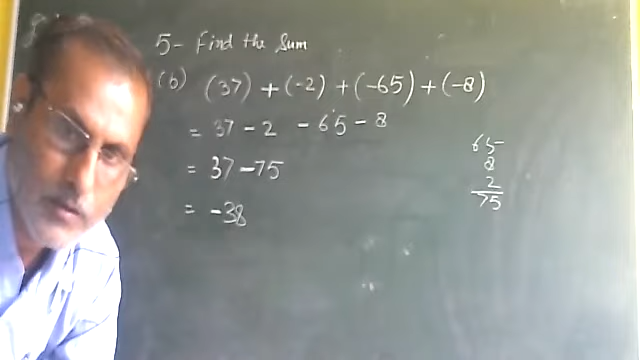 5- Find the Sum
(b) (37) + (-2) + (-65) + (-8)
= 37 - 2 - 65 - 8
= 37 - 75
= -38
65
8
2
75